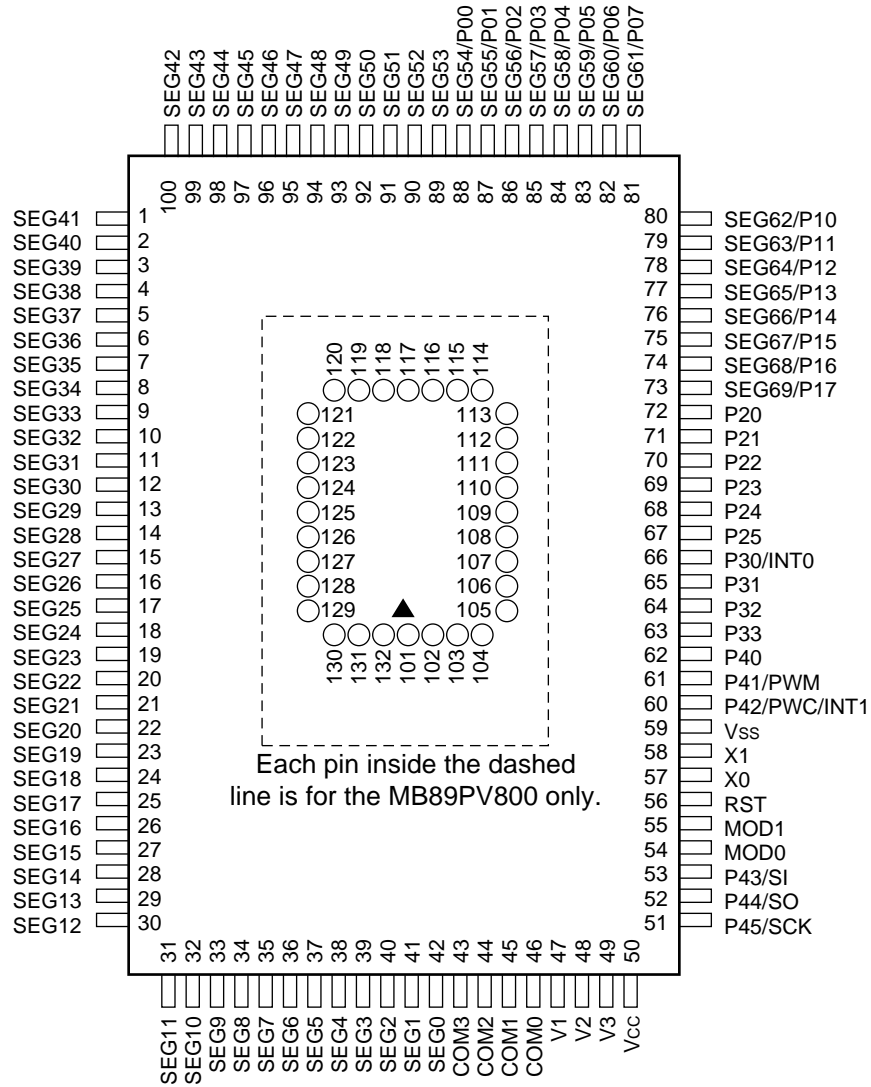 SEG42
SEG43
SEG44
SEG45
SEG46
SEG47
SEG48
SEG49
SEG50
SEG51
SEG52
SEG53
SEG54/P00
SEG55/P01
SEG56/P02
SEG57/P03
SEG58/P04
SEG59/P05
SEG60/P06
SEG61/P07
100
99
98
97
96
95
94
93
92
91
90
89
88
87
86
85
84
83
82
81
SEG41 1
SEG40 2
SEG39 3
SEG38 4
SEG37 5
SEG36 6
SEG35 7
SEG34 8
SEG33 9
SEG32 10
SEG31 11
SEG30 12
SEG29 13
SEG28 14
SEG27 15
SEG26 16
SEG25 17
SEG24 18
SEG23 19
SEG22 20
SEG21 21
SEG20 22
SEG19 23
SEG18 24
SEG17 25
SEG16 26
SEG15 27
SEG14 28
SEG13 29
SEG12 30
120
119
118
117
116
115
114
121
122
123
124
125
126
127
128
129
113
112
111
110
109
108
107
106
105
130
131
132
101
102
103
104
Each pin inside the dashed
line is for the MB89PV800 only.
80 SEG62/P10
79 SEG63/P11
78 SEG64/P12
77 SEG65/P13
76 SEG66/P14
75 SEG67/P15
74 SEG68/P16
73 SEG69/P17
72 P20
71 P21
70 P22
69 P23
68 P24
67 P25
66 P30/INT0
65 P31
64 P32
63 P33
62 P40
61 P41/PWM
60 P42/PWC/INT1
59 Vss
58 X1
57 X0
56 RST
55 MOD1
54 MOD0
53 P43/SI
52 P44/SO
51 P45/SCK
31
32
33
34
35
36
37
38
39
40
41
42
43
44
45
46
47
48
49
50
SEG11
SEG10
SEG9
SEG8
SEG7
SEG6
SEG5
SEG4
SEG3
SEG2
SEG1
SEG0
COM3
COM2
COM1
COM0
V1
V2
V3
Vcc